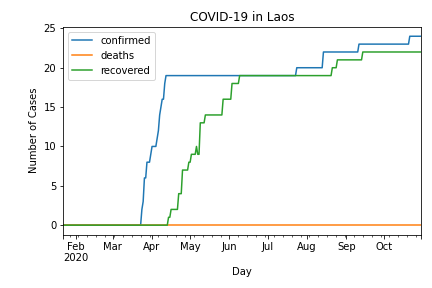 COVID-19 in Laos
confirmed
deaths
recovered
Number of Cases
25
20
15
10
5
0
Feb Mar Apr May Jun Jul Aug Sep Oct
2020
Day